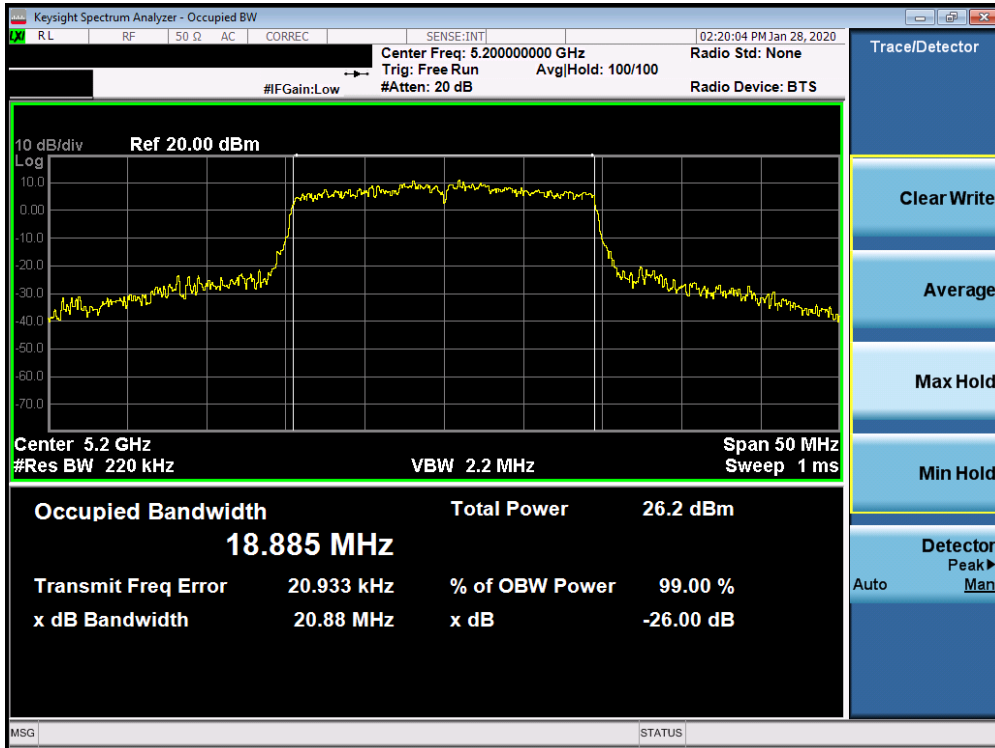 Keysight Spectrum Analyzer - Occupied BW
LXI RL RF 50 Ω AC CORREC SENSE:INT 02:20:04 PM Jan 28, 2020
Center Freq: 5.200000000 GHz Radio Std: None
Trig: Free Run Avg|Hold: 100/100
#IFGain:Low #Atten: 20 dB Radio Device: BTS
10 dB/div Ref 20.00 dBm
Log
10.0
0.00
-10.0
-20.0
-30.0
-40.0
-50.0
-60.0
-70.0
Center 5.2 GHz Span 50 MHz
#Res BW 220 kHz VBW 2.2 MHz Sweep 1 ms
Occupied Bandwidth Total Power 26.2 dBm
18.885 MHz
Transmit Freq Error 20.933 kHz % of OBW Power 99.00 %
x dB Bandwidth 20.88 MHz x dB -26.00 dB
MSG STATUS
Trace/Detector
Clear Write
Average
Max Hold
Min Hold
Detector
Peak▶
Auto Man